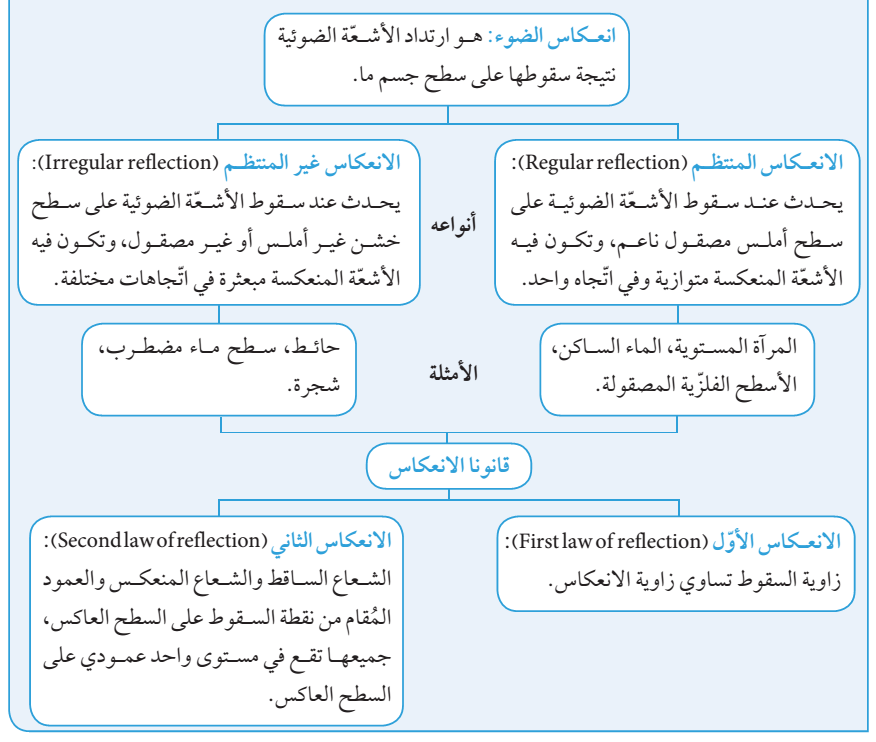 انعكاس الضوء: هو ارتداد الأشعّة الضوئية
نتيجة سقوطها على سطح جسم ما.
الانعكاس المنتظم (Regular reflection):
يحدث عند سقوط الأشعّة الضوئية على
سطح أملس مصقول ناعم، وتكون فيه
الأشعّة المنعكسة متوازية وفي اتّجاه واحد.
أنواعه
الانعكاس غير المنتظم (Irregular reflection):
يحدث عند سقوط الأشعّة الضوئية على سطح
خشن غير أملس أو غير مصقول، وتكون فيه
الأشعّة المنعكسة مبعثرة في اتّجاهات مختلفة.
المرآة المستوية، الماء الساكن،
الأسطح الفلزّية المصقولة.
الأمثلة
حائط، سطح ماء مضطرب،
شجرة.
قانونا الانعكاس
الانعكاس الأوّل (First law of reflection):
زاوية السقوط تساوي زاوية الانعكاس.
الانعكاس الثاني (Second law of reflection):
الشعاع الساقط والشعاع المنعكس والعمود
المُقام من نقطة السقوط على السطح العاكس،
جميعها تقع في مستوى واحد عمودي على
السطح العاكس.